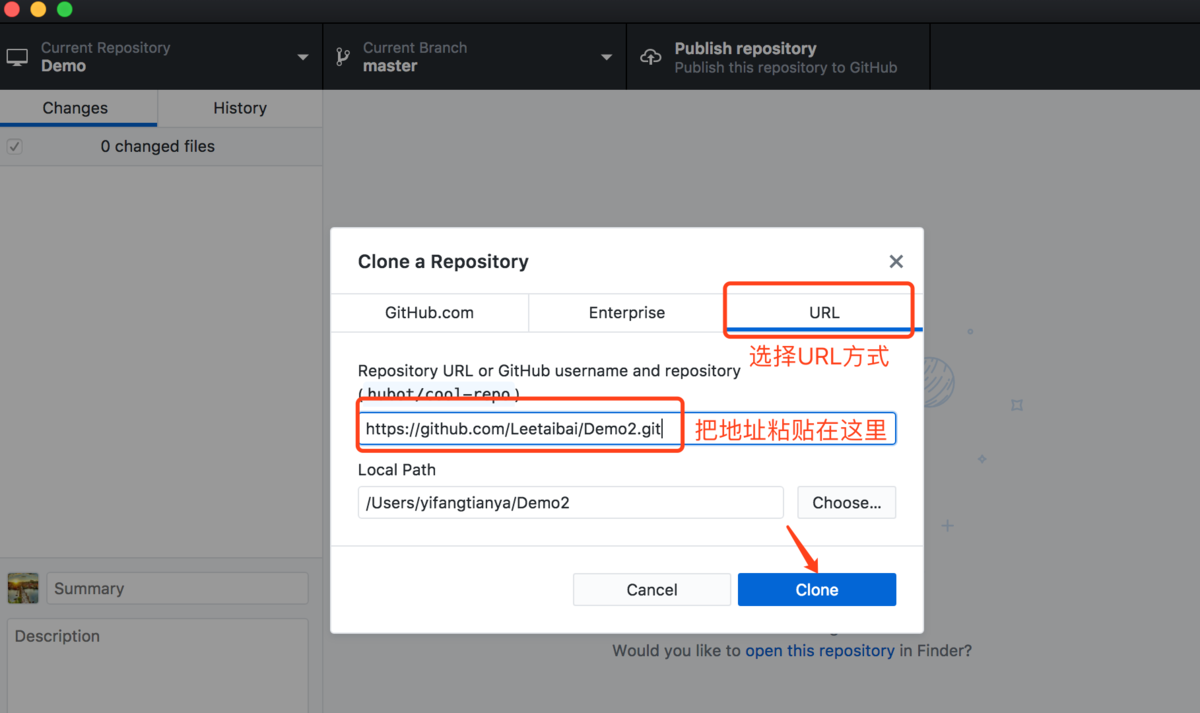 Current Repository
Demo
Current Branch
master
Publish repository
Publish this repository to GitHub
Changes
History
0 changed files
Clone a Repository
GitHub.com
Enterprise
URL
选择URL方式
Repository URL or GitHub username and repository
(hubot/cool-repo)
https://github.com/Leetaibai/Demo2.git
把地址粘贴在这里
Local Path
/Users/yifangtianya/Demo2
Choose...
Cancel
Clone
Summary
Description
Would you like to open this repository in Finder?